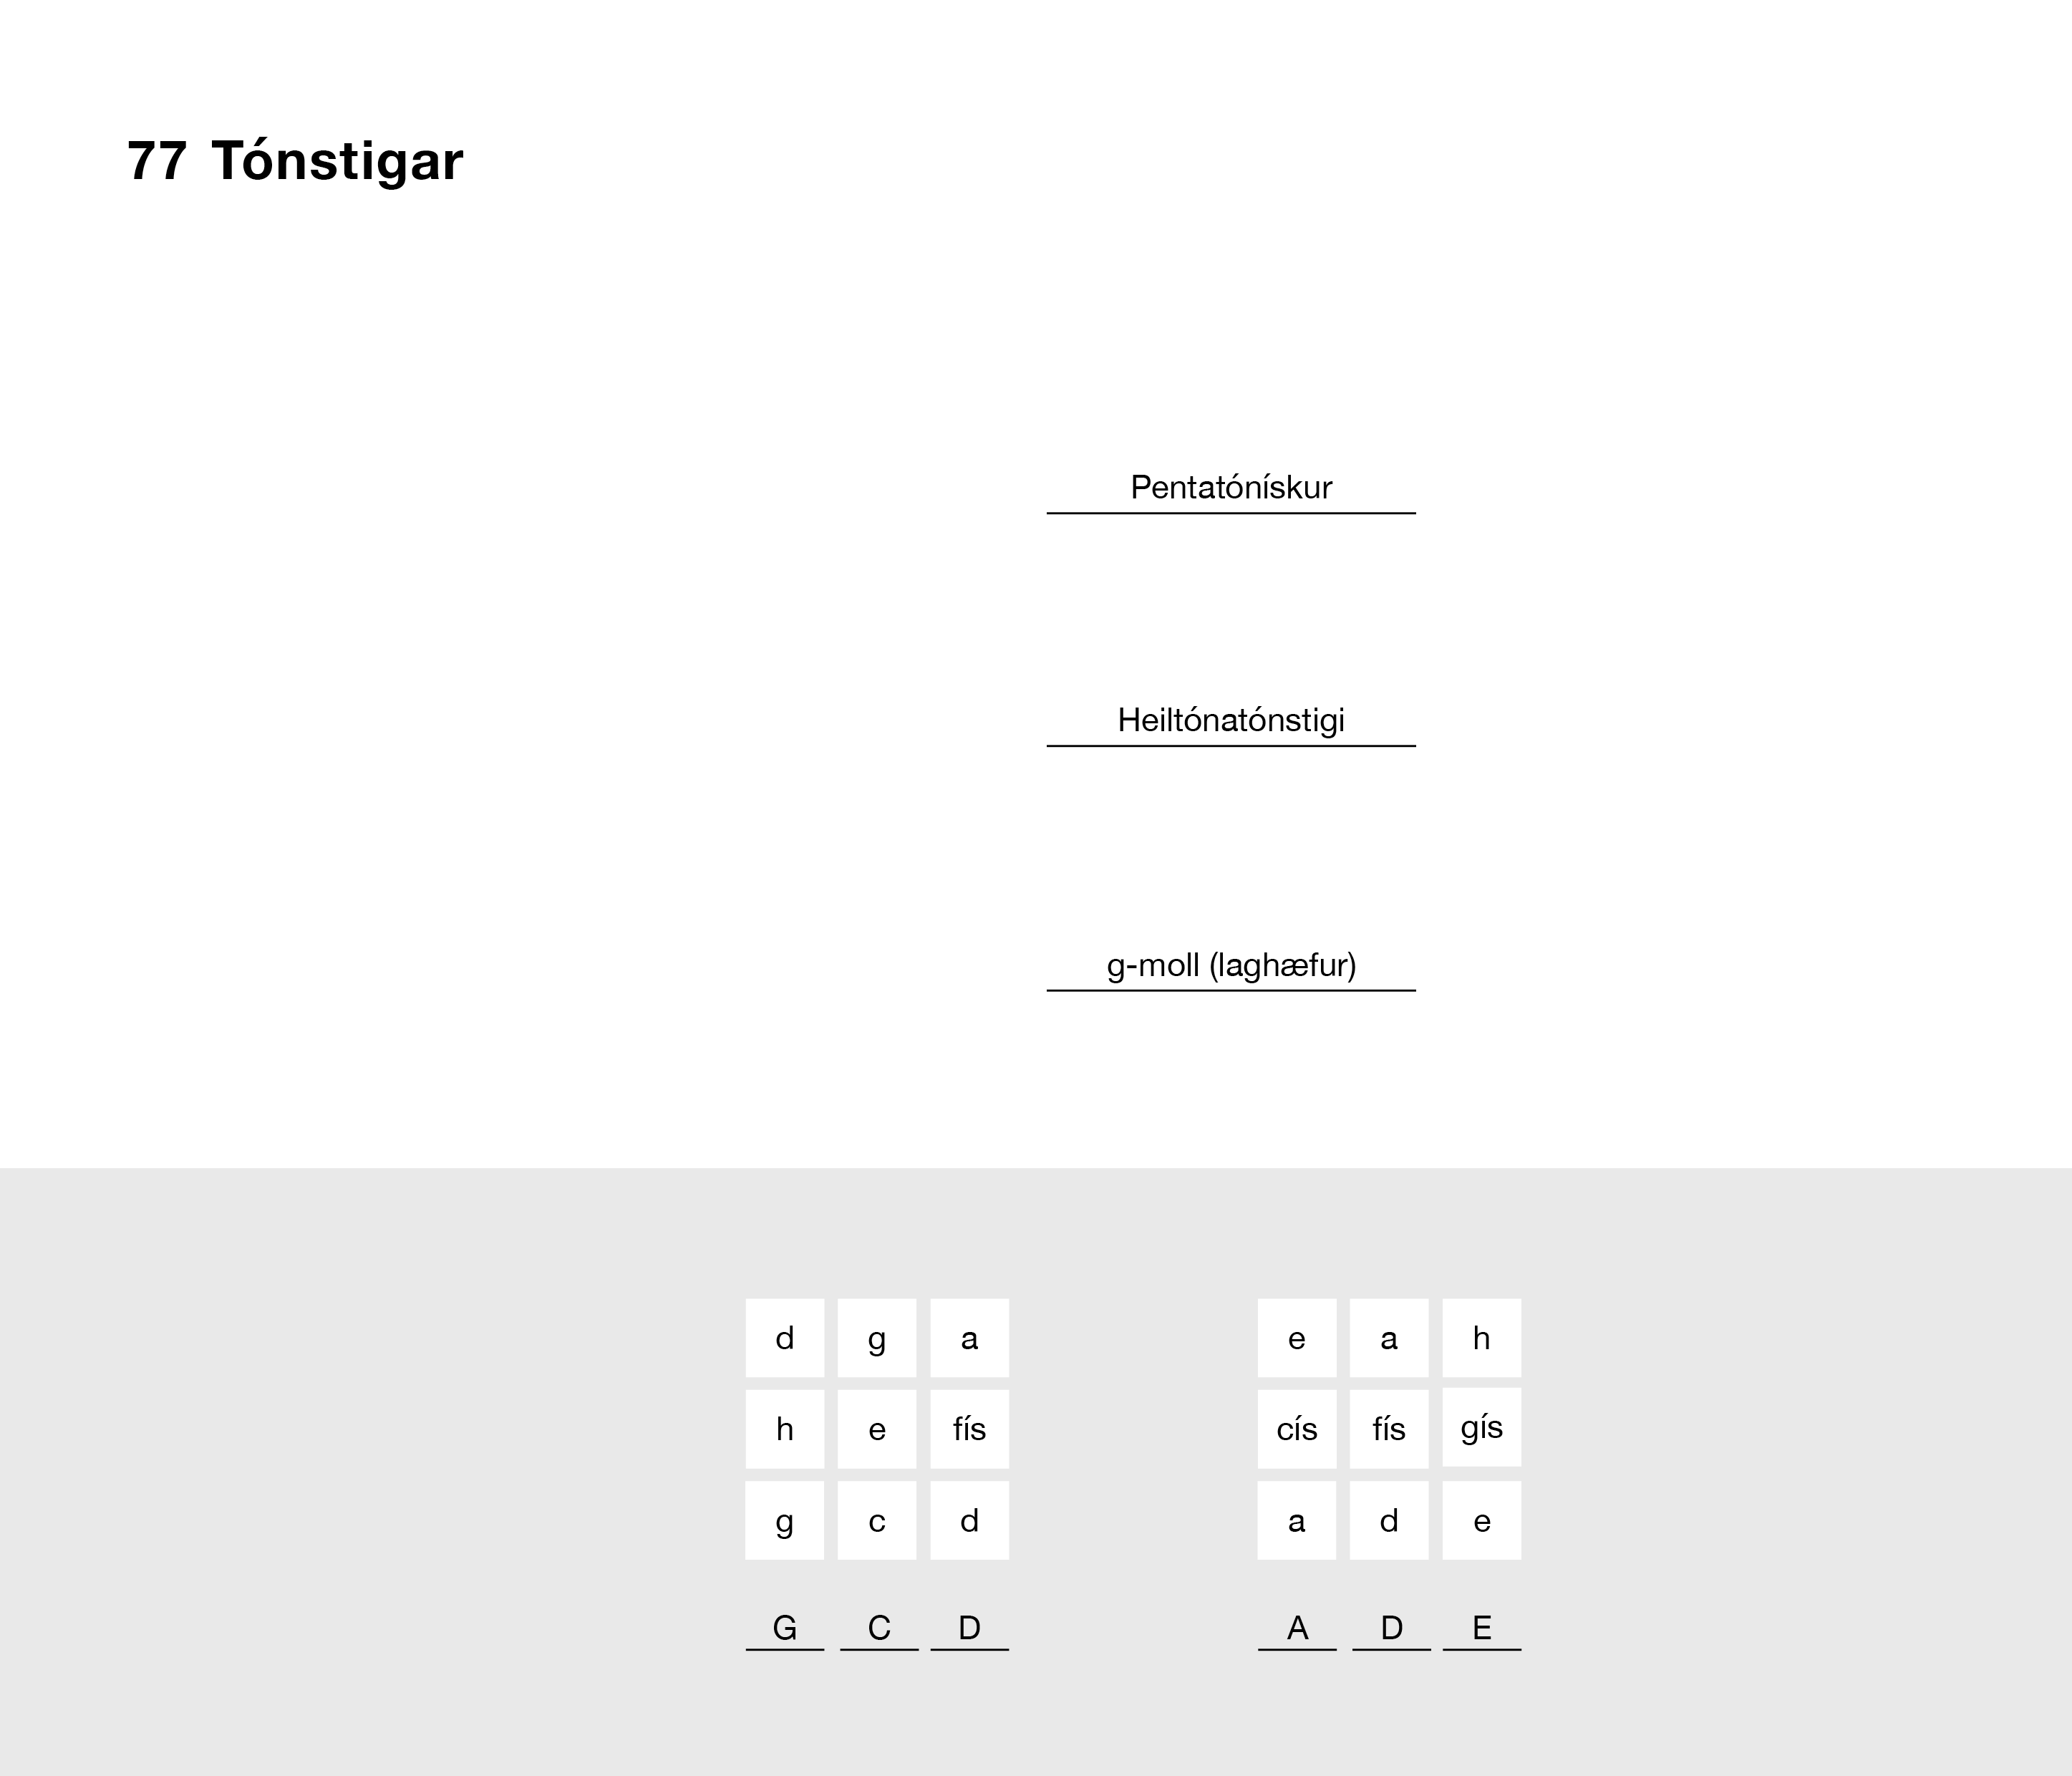 77 Tónstigar
Pentatónískur
Heiltónatónstigi
g-moll (laghæfur)
d g a
h e fís
g c d
G C D
e a h
cís fís gís
a d e
A D E